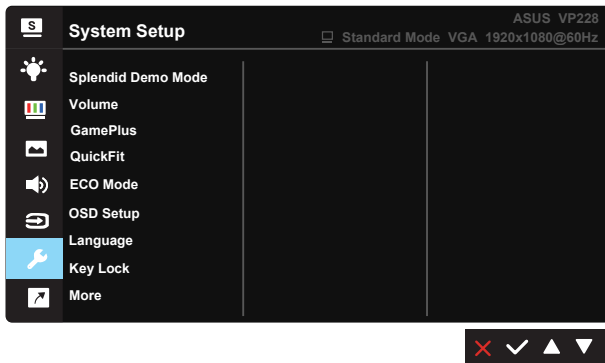 S
System Setup
ASUS VP228
Standard Mode VGA 1920x1080@60Hz
Splendid Demo Mode
Volume
GamePlus
QuickFit
ECO Mode
OSD Setup
Language
Key Lock
More